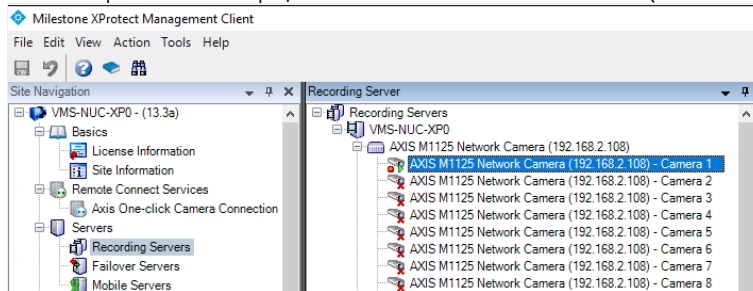 Milestone XProtect Management Client
File Edit View Action Tools Help
Site Navigation
VMS-NUC-XP0 - (13.3a)
Basics
License Information
Site Information
Remote Connect Services
Axis One-click Camera Connection
Servers
Recording Servers
Failover Servers
Mobile Servers
Recording Server
Recording Servers
VMS-NUC-XP0
AXIS M1125 Network Camera (192.168.2.108)
AXIS M1125 Network Camera (192.168.2.108) - Camera 1
AXIS M1125 Network Camera (192.168.2.108) - Camera 2
AXIS M1125 Network Camera (192.168.2.108) - Camera 3
AXIS M1125 Network Camera (192.168.2.108) - Camera 4
AXIS M1125 Network Camera (192.168.2.108) - Camera 5
AXIS M1125 Network Camera (192.168.2.108) - Camera 6
AXIS M1125 Network Camera (192.168.2.108) - Camera 7
AXIS M1125 Network Camera (192.168.2.108) - Camera 8